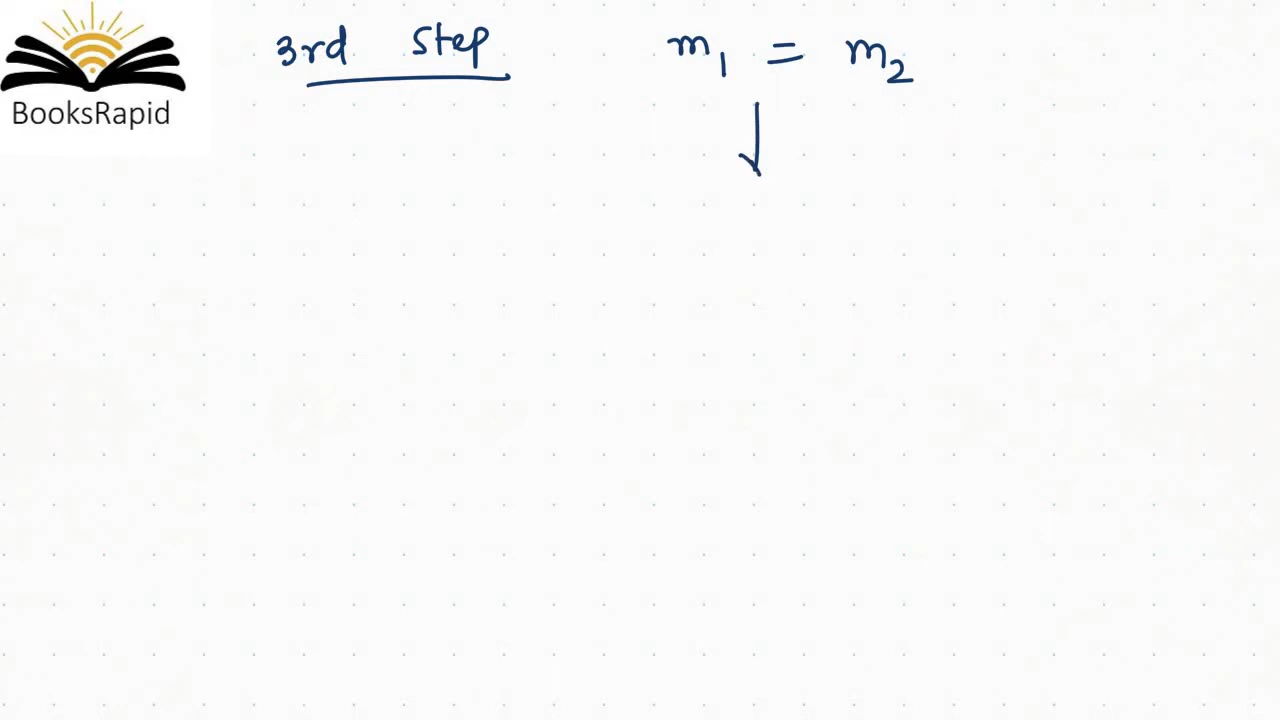 3rd Step m₁ = m₂
BooksRapid